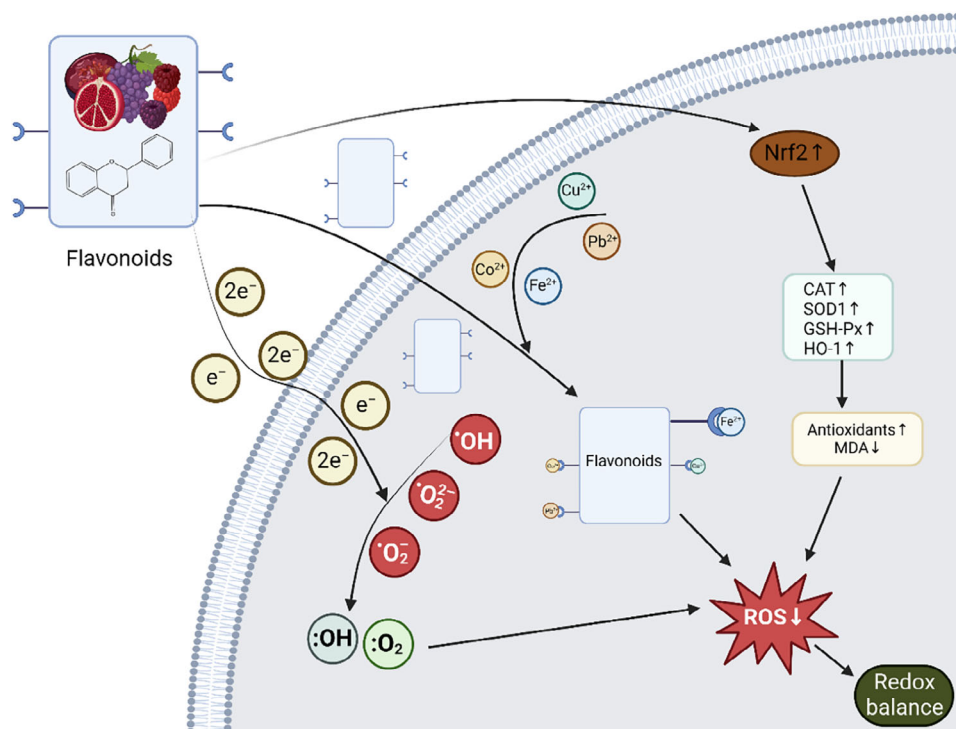 O
O
Flavonoids
Nrf2↑
Cu²⁺
Pb²⁺
Co²⁺
Fe²⁺
2e⁻
2e⁻
e⁻
e⁻
2e⁻
CAT↑
SOD1↑
GSH-Px↑
HO-1↑
Antioxidants↑
MDA↓
•OH
•O₂²⁻
•O₂⁻
Flavonoids
Fe²⁺
:OH
:O₂
ROS↓
Redox
balance